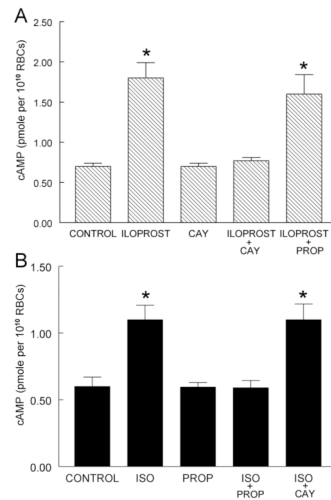 A
cAMP (pmole per 10¹⁰ RBCs)
2.50
2.00
1.50
1.00
0.50
0.00
*
*
CONTROL ILOPROST CAY ILOPROST + CAY ILOPROST + PROP
B
cAMP (pmole per 10¹⁰ RBCs)
1.50
1.00
0.50
0.00
*
*
CONTROL ISO PROP ISO + PROP ISO + CAY